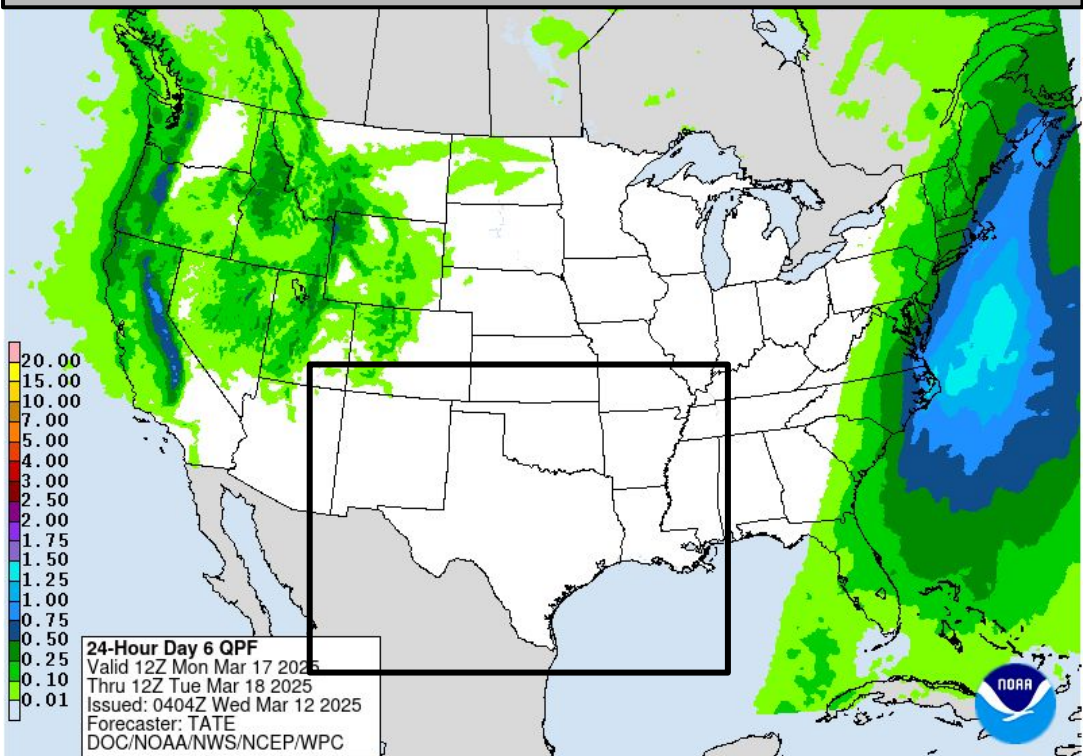 20.00
15.00
10.00
7.00
5.00
4.00
3.00
2.50
2.00
1.75
1.50
1.25
1.00
0.75
0.50
0.25
0.10
0.01
24-Hour Day 6 QPF
Valid 12Z Mon Mar 17 2025
Thru 12Z Tue Mar 18 2025
Issued: 0404Z Wed Mar 12 2025
Forecaster: TATE
DOC/NOAA/NWS/NCEP/WPC
NOAA